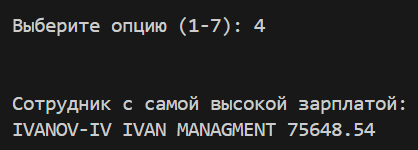 Выберите опцию (1-7): 4
Сотрудник с самой высокой зарплатой:
IVANOV-IV IVAN MANAGMENT 75648.54